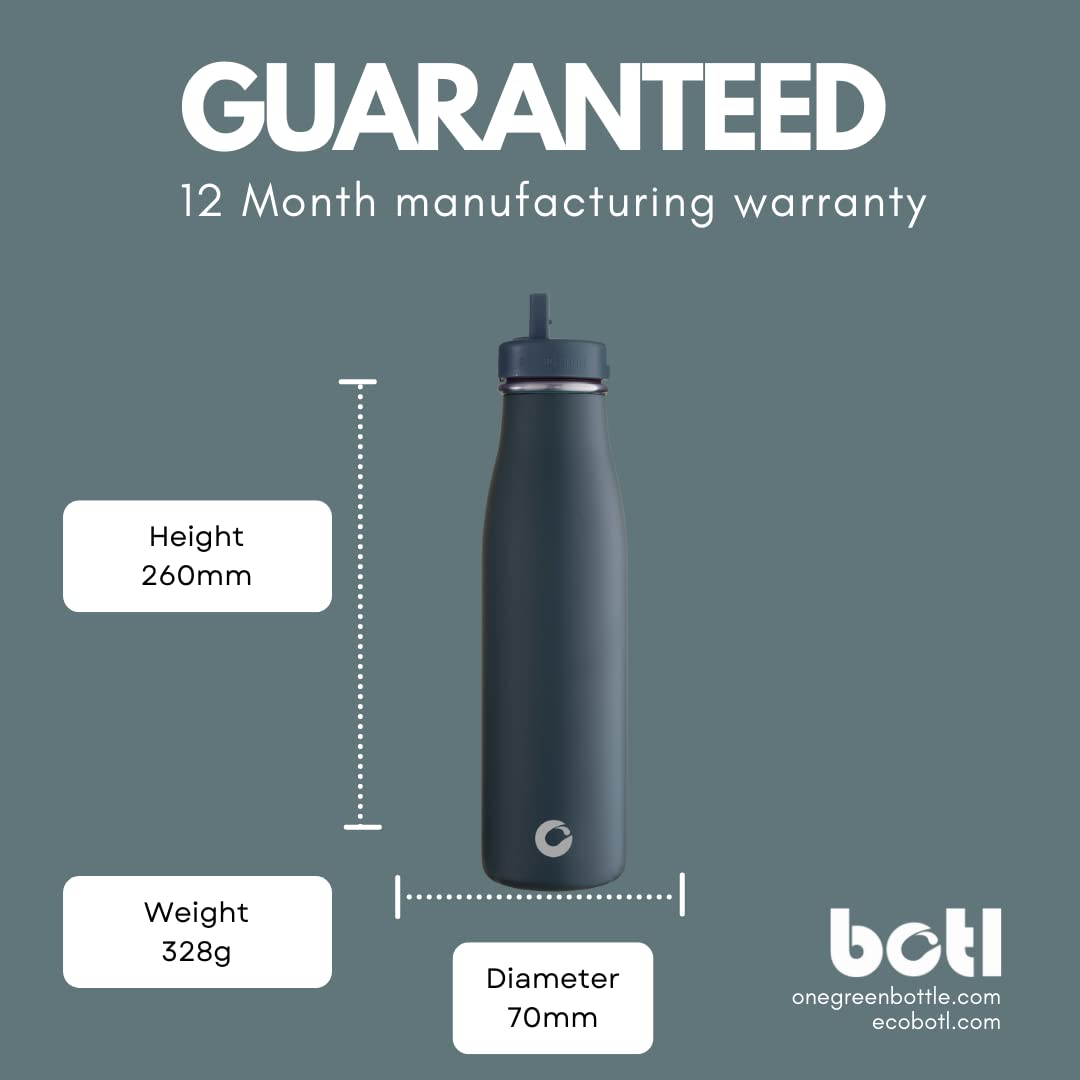 GUARANTEED
12 Month manufacturing warranty
Height
260mm
Weight
328g
Diameter
70mm
botl
onegreenbottle.com
ecobotl.com